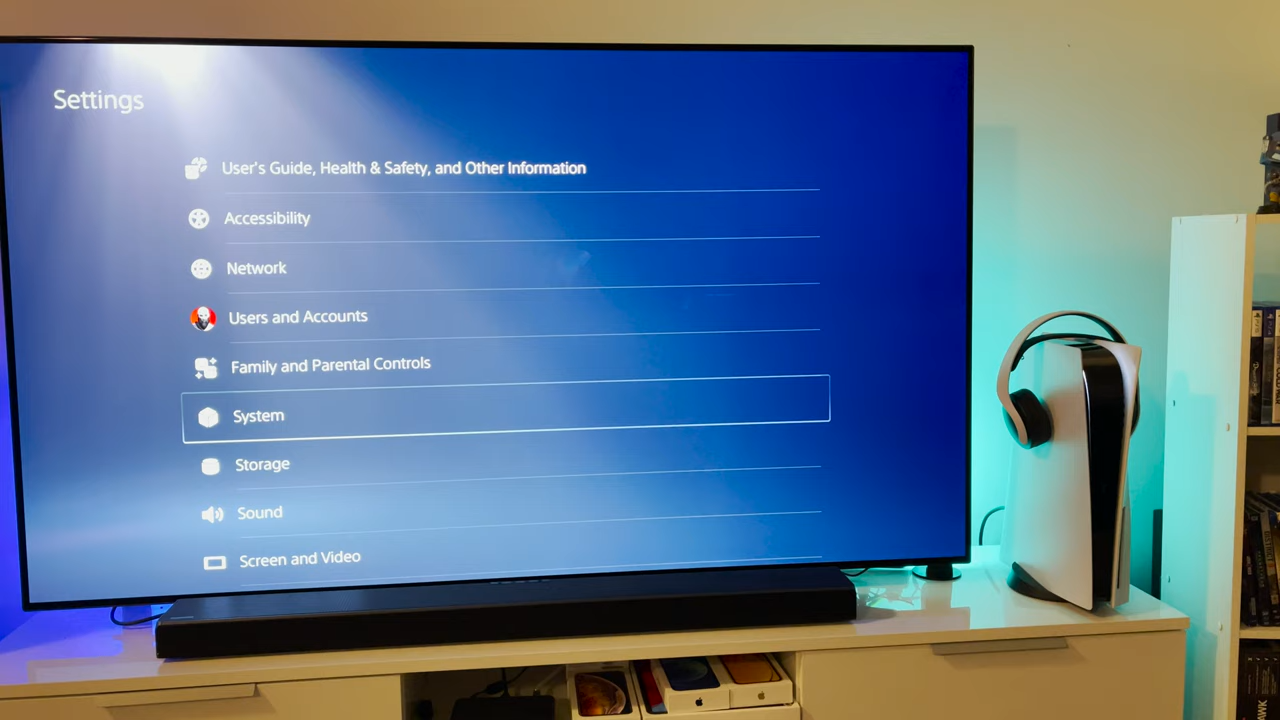 Settings
User's Guide, Health & Safety, and Other Information
Accessibility
Network
Users and Accounts
Family and Parental Controls
System
Storage
Sound
Screen and Video